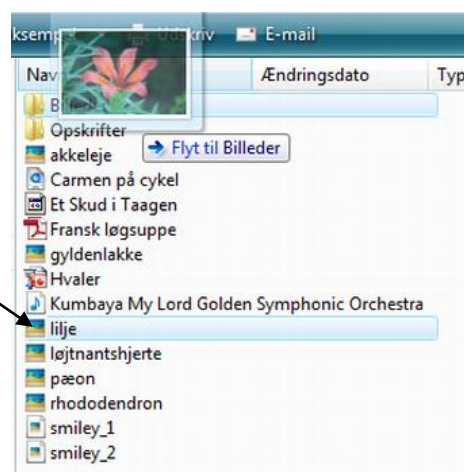 Udskriv E-mail
Ændringsdato Typ
Opskrifter
Flyt til Billeder
akkeleje
Carmen på cykel
Et Skud i Taagen
Fransk løgsuppe
gyldenlakke
Hvaler
Kumbaya My Lord Golden Symphonic Orchestra
lilje
løjtnantshjerte
pæon
rhododendron
smiley_1
smiley_2